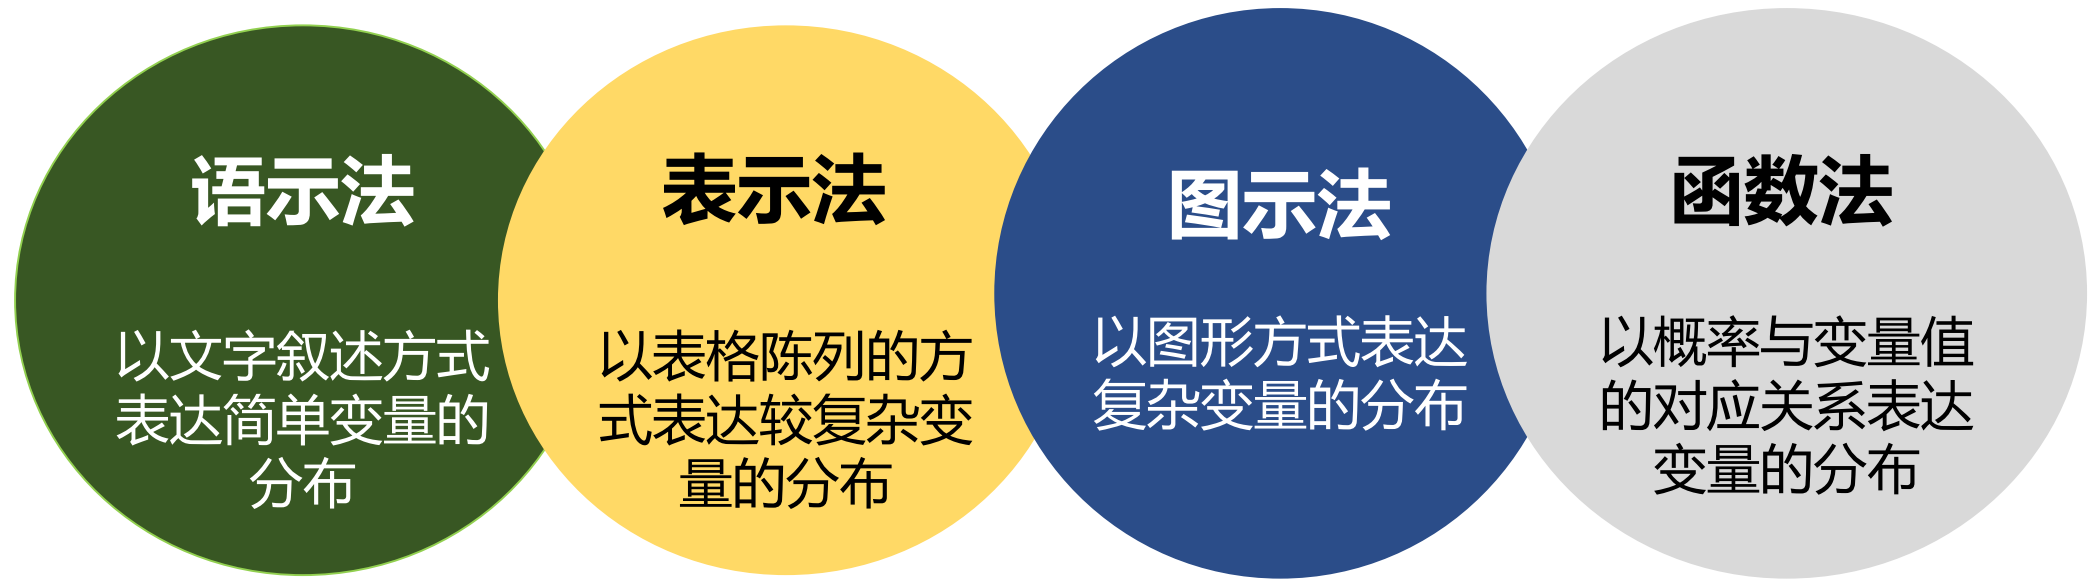 语示法
以文字叙述方式
表达简单变量的
分布
表示法
以表格陈列的方
式表达较复杂变
量的分布
图示法
以图形方式表达
复杂变量的分布
函数法
以概率与变量值
的对应关系表达
变量的分布